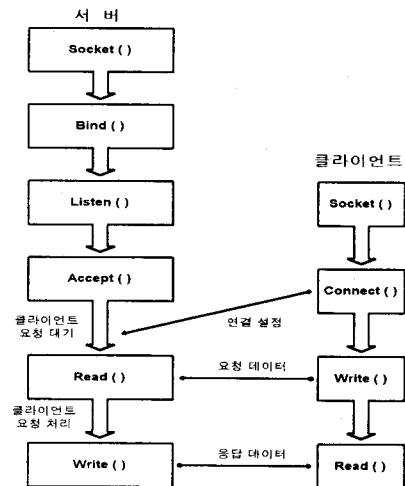 서 버
Socket ( )
Bind ( )
Listen ( )
Accept ( )
클라이언트
요청 대기
Read ( )
클라이언트
요청 처리
Write ( )
클라이언트
Socket ( )
Connect ( )
Write ( )
Read ( )
연결 설정
요청 데이터
응답 데이터